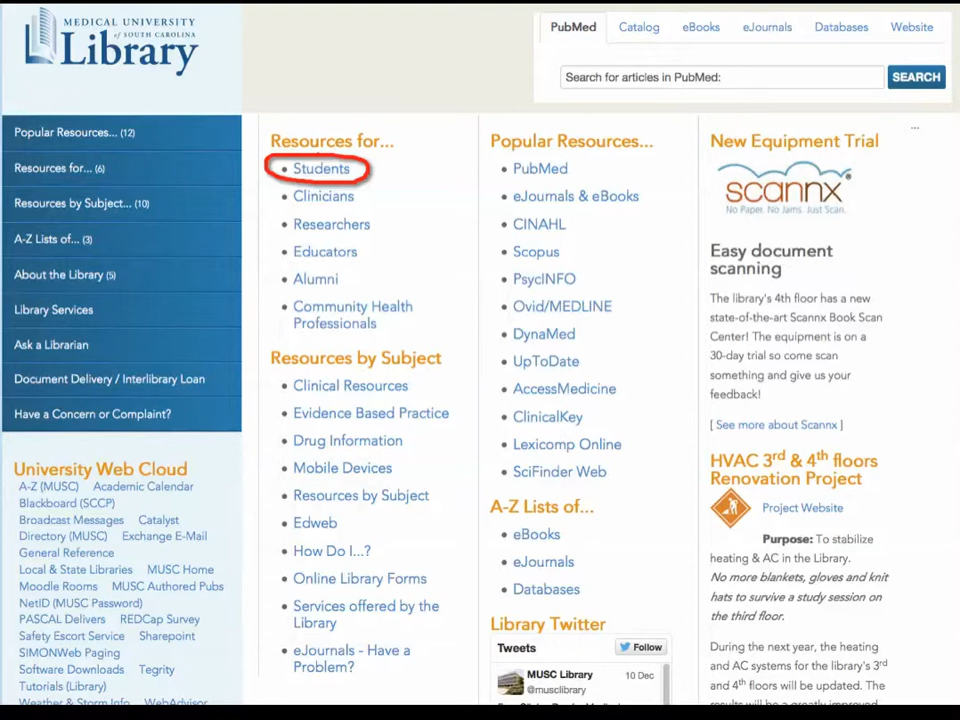 MEDICAL UNIVERSITY
of SOUTH CAROLINA
Library
PubMed
Catalog
eBooks
eJournals
Databases
Website
Search for articles in PubMed:
SEARCH
Popular Resources... (12)
Resources for... (6)
Resources by Subject... (10)
A-Z Lists of... (3)
About the Library (5)
Library Services
Ask a Librarian
Document Delivery / Interlibrary Loan
Have a Concern or Complaint?
University Web Cloud
A-Z (MUSC) Academic Calendar
Blackboard (SCCP)
Broadcast Messages Catalyst
Directory (MUSC) Exchange E-Mail
General Reference
Local & State Libraries MUSC Home
Moodle Rooms MUSC Authored Pubs
NetID (MUSC Password)
PASCAL Delivers REDCap Survey
Safety Escort Service Sharepoint
SIMONWeb Paging
Software Downloads Tegrity
Tutorials (Library)
Weather & Storm Info WebAdvisor
Resources for...
• Students
• Clinicians
• Researchers
• Educators
• Alumni
• Community Health
Professionals
Resources by Subject
• Clinical Resources
• Evidence Based Practice
• Drug Information
• Mobile Devices
• Resources by Subject
• Edweb
• How Do I...?
• Online Library Forms
• Services offered by the
Library
• eJournals - Have a
Problem?
Popular Resources...
• PubMed
• eJournals & eBooks
• CINAHL
• Scopus
• PsycINFO
• Ovid/MEDLINE
• DynaMed
• UpToDate
• AccessMedicine
• ClinicalKey
• Lexicomp Online
• SciFinder Web
A-Z Lists of...
• eBooks
• eJournals
• Databases
Library Twitter
Tweets
Follow
MUSC Library
10 Dec
@musclibrary
...
New Equipment Trial
scannx
No Paper. No Jams. Just Scan.
Easy document
scanning
The library's 4th floor has a new
state-of-the-art Scannx Book Scan
Center! The equipment is on a
30-day trial so come scan
something and give us your
feedback!
[ See more about Scannx ]
HVAC 3rd & 4th floors
Renovation Project
Project Website
Purpose: To stabilize
heating & AC in the Library.
No more blankets, gloves and knit
hats to survive a study session on
the third floor.
During the next year, the heating
and AC systems for the library's 3rd
and 4th floors will be updated. The
results will be a greatly improved